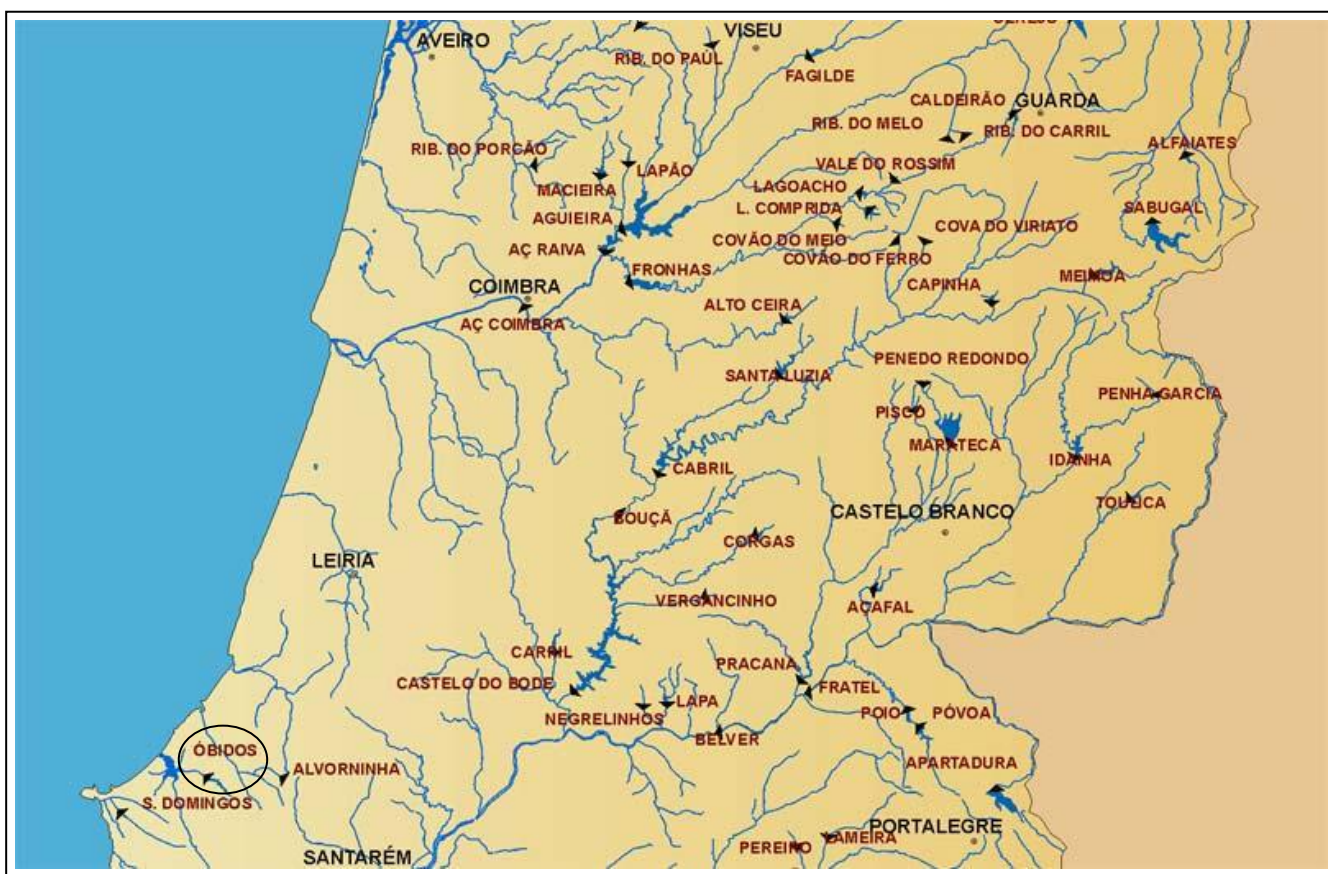 AVEIRO
VISEU
RIB. DO PAUL
FAGILDE
CALDEIRÃO
GUARDA
RIB. DO MELO
RIB. DO CARRIL
ALFAIATES
RIB. DO PORCÃO
LAPÃO
VALE DO ROSSIM
MACIEIRA
LAGOACHO
L. COMPRIDA
SABUGAL
AGUIEIRA
COVA DO VIRIATO
COVÃO DO MEIO
COVÃO DO FERRO
AÇ RAIVA
FRONHAS
MEIMOA
COIMBRA
CAPINHA
AÇ COIMBRA
ALTO CEIRA
PENEDO REDONDO
SANTA LUZIA
PENHA GARCIA
PISCO
MARATECA
IDANHA
CABRIL
TOULICA
BOUÇÃ
CASTELO BRANCO
CORGAS
LEIRIA
VERGANCINHO
AÇAFAL
CARRIL
PRACANA
CASTELO DO BODE
FRATEL
LAPA
POIO
PÓVOA
NEGRELINHOS
BELVER
ÓBIDOS
APARTADURA
ALVORNINHA
S. DOMINGOS
PORTALEGRE
LAMEIRA
PEREIRO
SANTARÉM